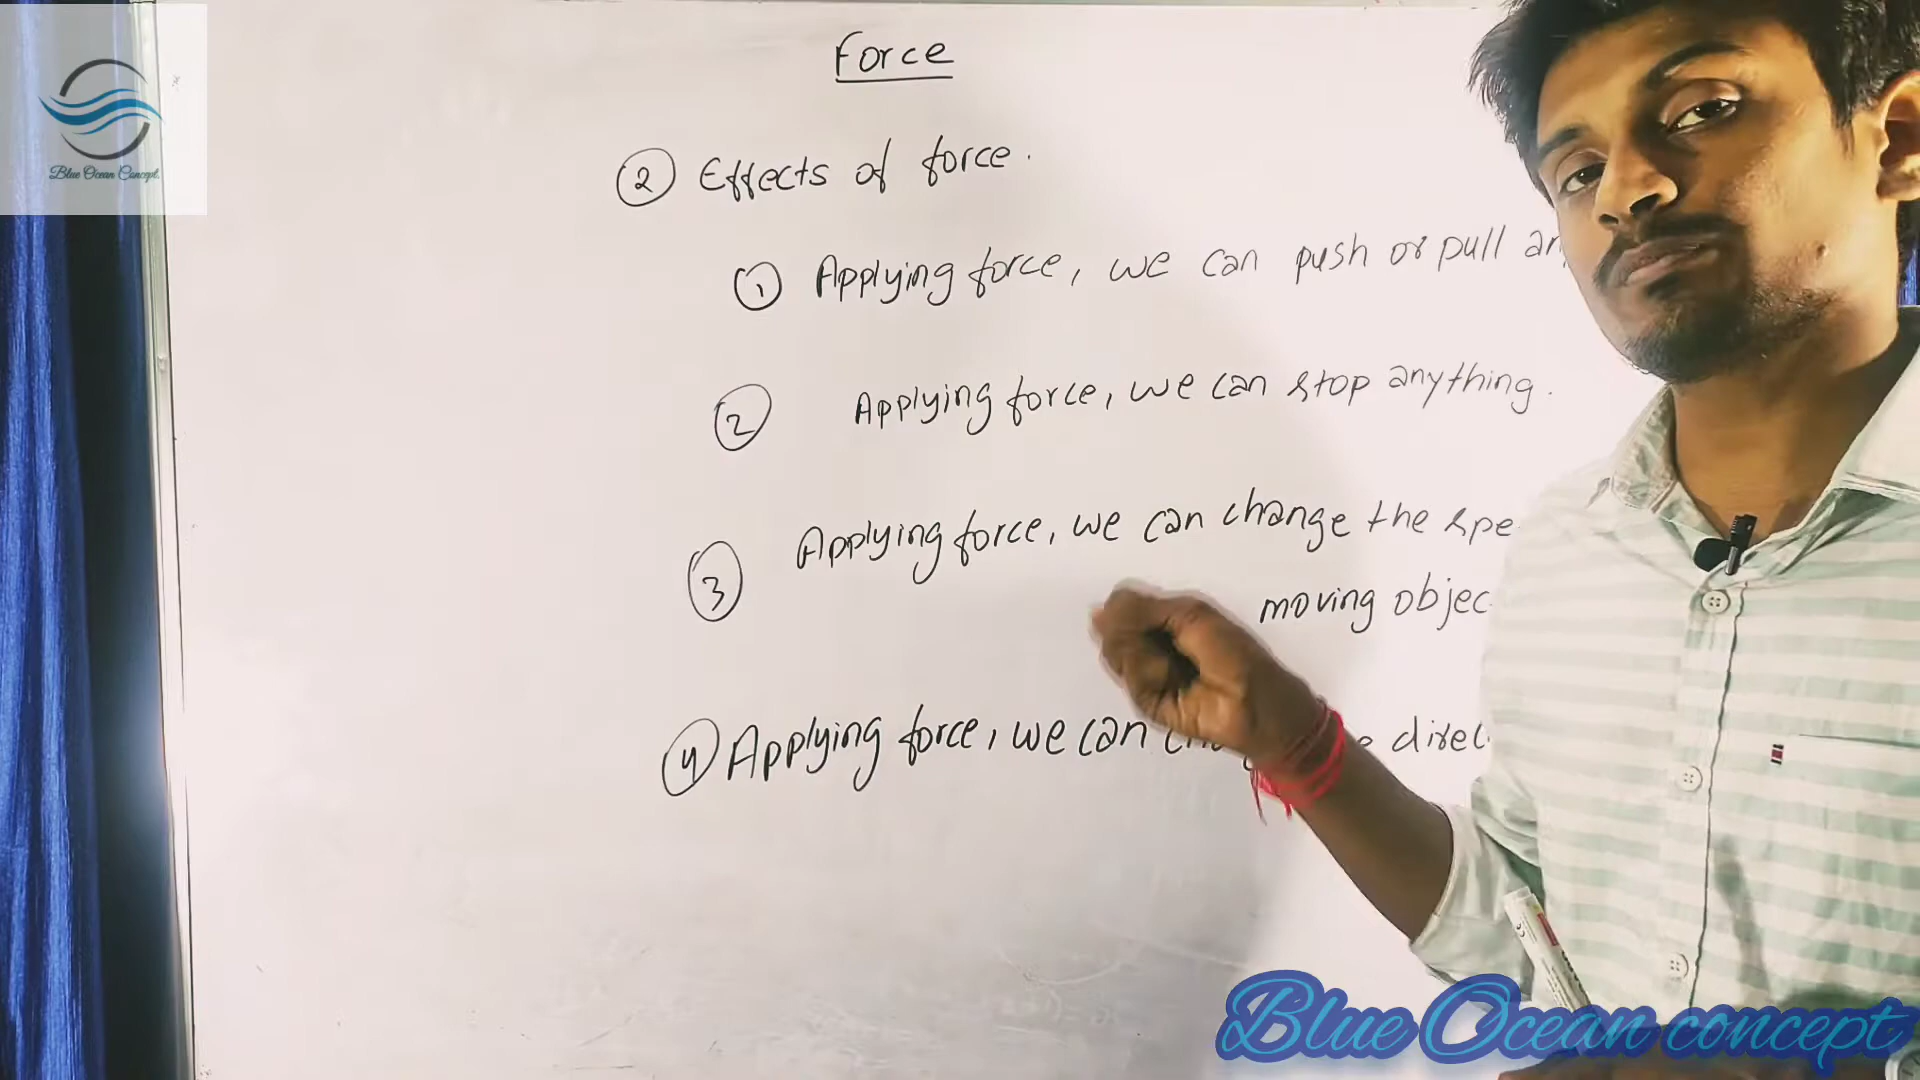 Force
Blue Ocean Concept.
② Effects of force.
① Applying force, we can push or pull
② Applying force, we can stop anything.
③ Applying force, we can change the
moving
④ Applying force, we can
Blue Ocean concept